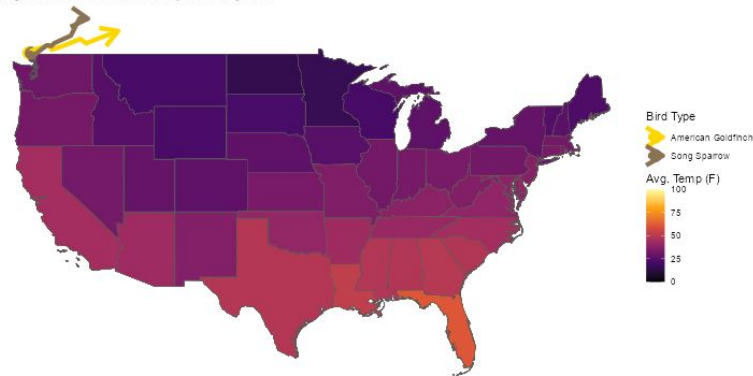 Bird Type
American Goldfinch
Song Sparrow
Avg. Temp (F)
100
75
50
25
0